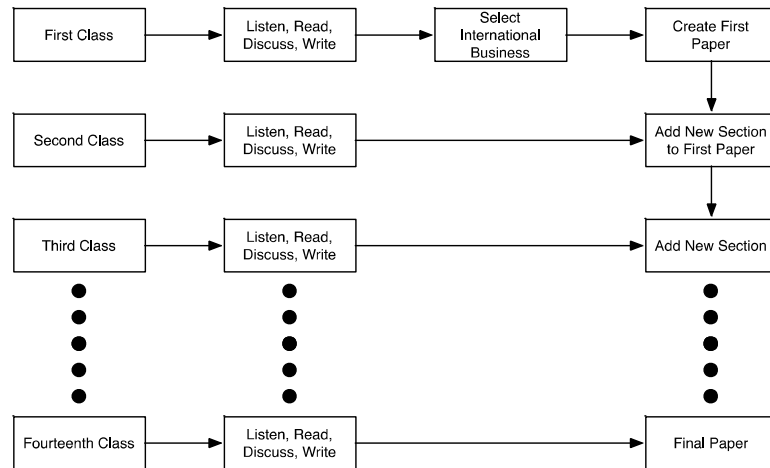 First Class
Listen, Read,
Discuss, Write
Select
International
Business
Create First
Paper
Second Class
Listen, Read,
Discuss, Write
Add New Section
to First Paper
Third Class
Listen, Read,
Discuss, Write
Add New Section
Fourteenth Class
Listen, Read,
Discuss, Write
Final Paper